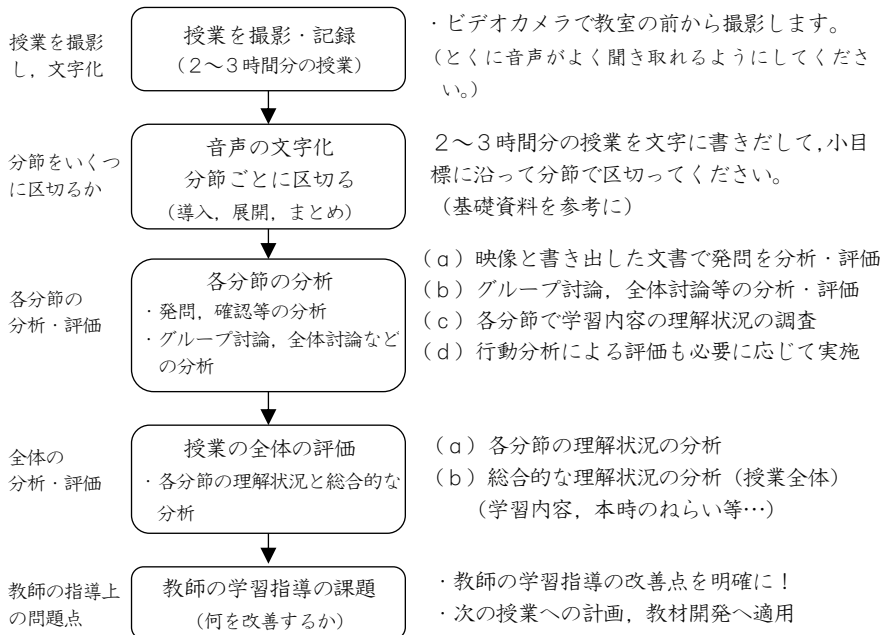 授業を撮影
し，文字化
授業を撮影・記録
（２～３時間分の授業）
・ビデオカメラで教室の前から撮影します。
（とくに音声がよく聞き取れるようにしてくださ
い。）
分節をいくつ
に区切るか
音声の文字化
分節ごとに区切る
（導入，展開，まとめ）
２～３時間分の授業を文字に書きだして，小目
標に沿って分節で区切ってください。
（基礎資料を参考に）
各分節の
分析・評価
各分節の分析
・発問，確認等の分析
・グループ討論，全体討論など
の分析
（ａ）映像と書き出した文書で発問を分析・評価
（ｂ）グループ討論，全体討論等の分析・評価
（ｃ）各分節で学習内容の理解状況の調査
（ｄ）行動分析による評価も必要に応じて実施
全体の
分析・評価
授業の全体の評価
・各分節の理解状況と総合的な
分析
（ａ）各分節の理解状況の分析
（ｂ）総合的な理解状況の分析（授業全体）
（学習内容，本時のねらい等…）
教師の指導上
の問題点
教師の学習指導の課題
（何を改善するか）
・教師の学習指導の改善点を明確に！
・次の授業への計画，教材開発へ適用